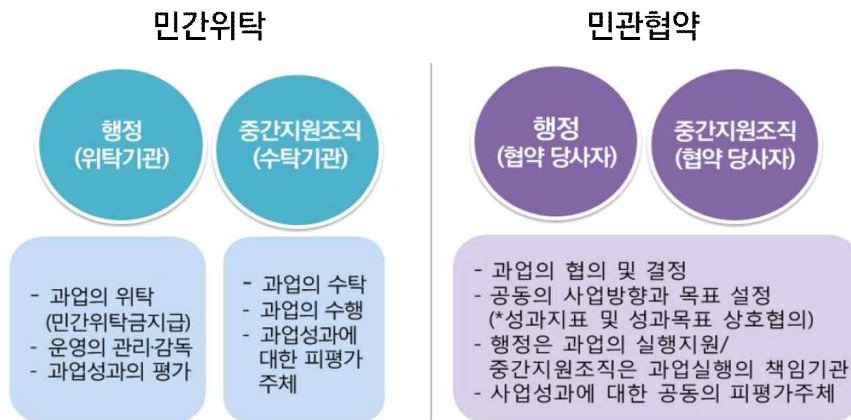 민간위탁
민관협약
행정
(위탁기관)
중간지원조직
(수탁기관)
행정
(협약 당사자)
중간지원조직
(협약 당사자)
- 과업의 위탁
(민간위탁금지급)
- 운영의 관리·감독
- 과업성과의 평가
- 과업의 수탁
- 과업의 수행
- 과업성과에
대한 피평가
주체
- 과업의 협의 및 결정
- 공동의 사업방향과 목표 설정
(*성과지표 및 성과목표 상호협의)
- 행정은 과업의 실행지원/
중간지원조직은 과업실행의 책임기관
- 사업성과에 대한 공동의 피평가주체